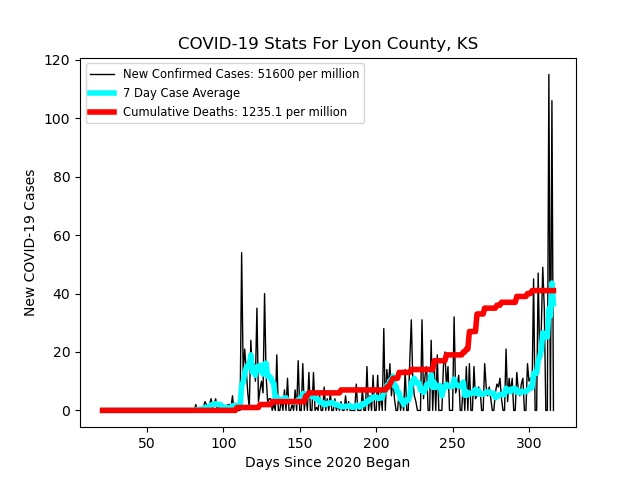 COVID-19 Stats For Lyon County, KS
New Confirmed Cases: 51600 per million
7 Day Case Average
Cumulative Deaths: 1235.1 per million
New COVID-19 Cases
120
100
80
60
40
20
0
50
100
150
200
250
300
Days Since 2020 Began